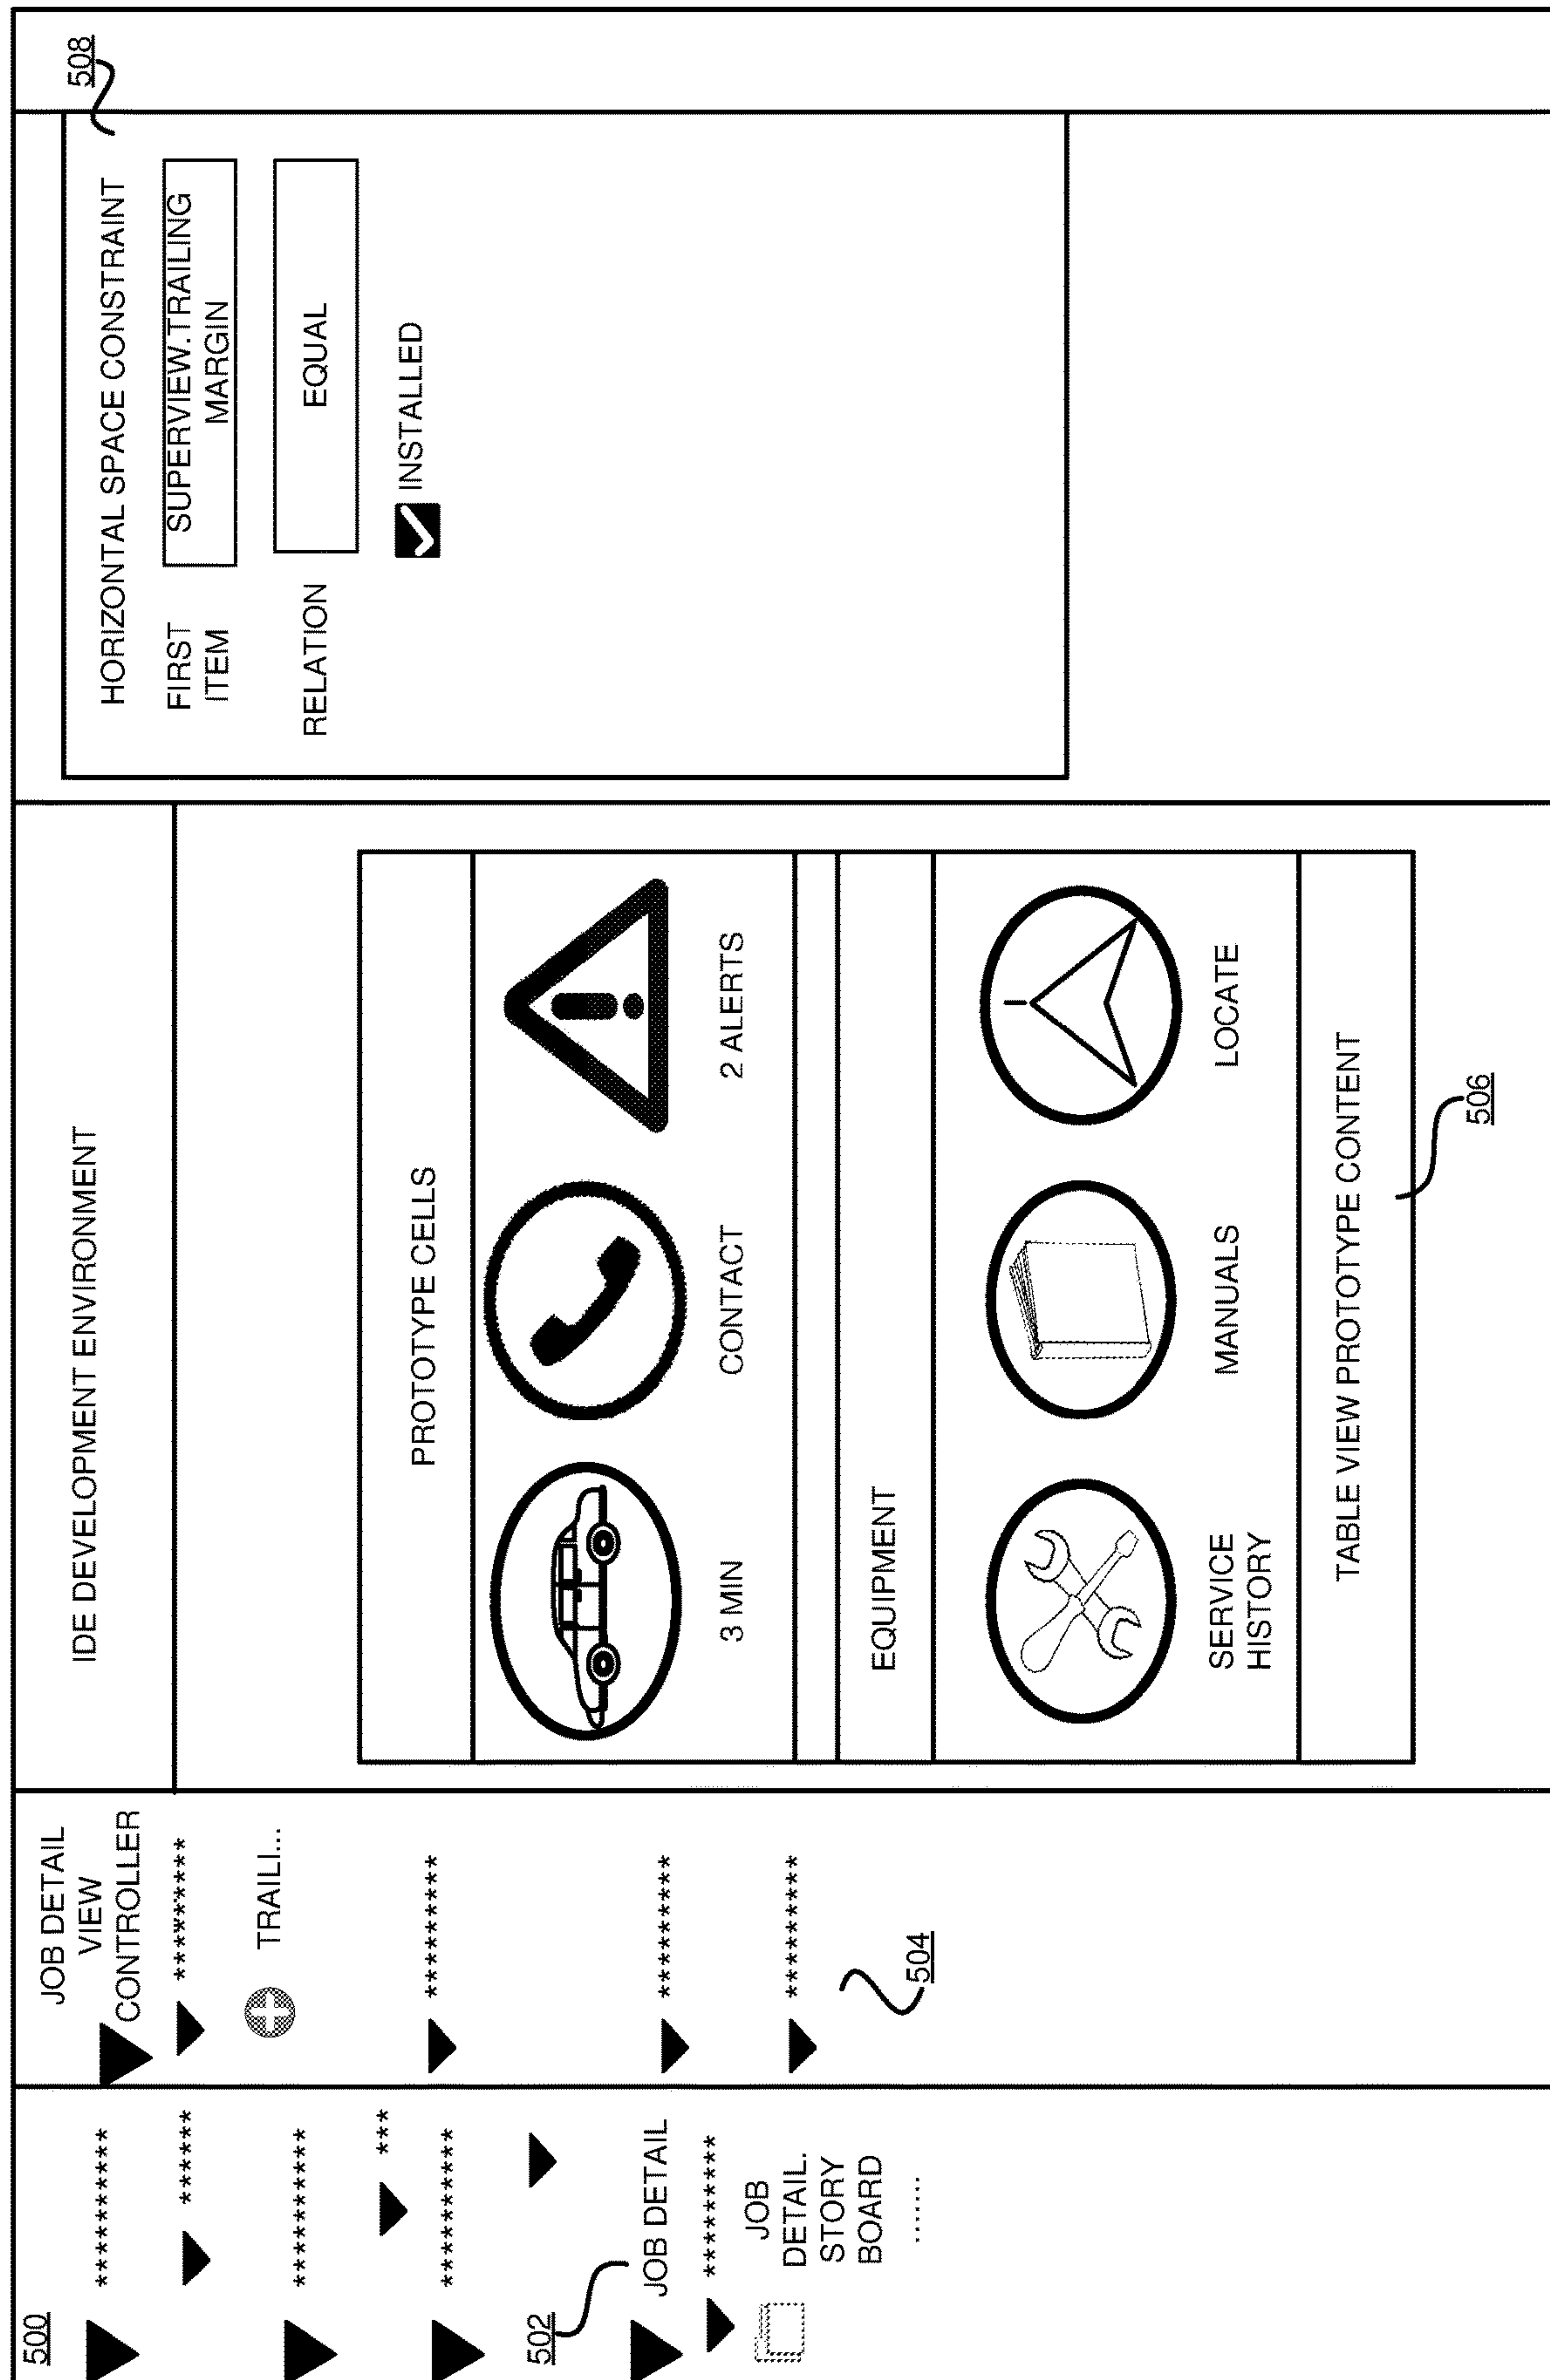 500
**********
******
**********
***
**********
502
JOB DETAIL
*********
JOB
DETAIL.
STORY
BOARD
.......
JOB DETAIL
VIEW
CONTROLLER
*********
TRAILI...
*********
*********
*********
504
IDE DEVELOPMENT ENVIRONMENT
PROTOTYPE CELLS
3 MIN
CONTACT
2 ALERTS
EQUIPMENT
SERVICE
HISTORY
MANUALS
LOCATE
TABLE VIEW PROTOTYPE CONTENT
506
508
HORIZONTAL SPACE CONSTRAINT
FIRST
ITEM
SUPERVIEW.TRAILING
MARGIN
RELATION
EQUAL
INSTALLED